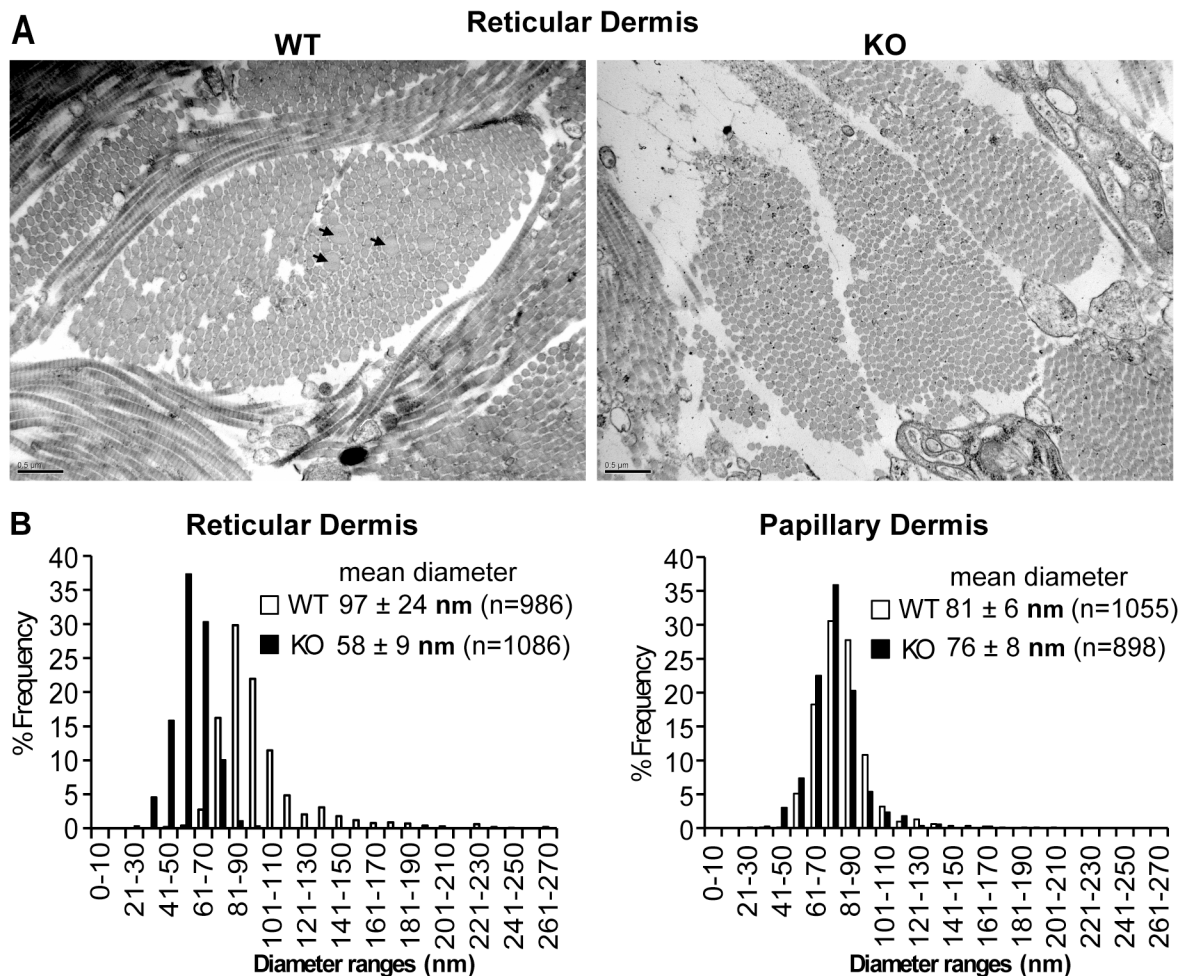 A
Reticular Dermis
WT
KO
0.5 µm
0.5 µm
B
Reticular Dermis
% Frequency
40
35
30
25
20
15
10
5
0
mean diameter
WT 97 ± 24 nm (n=986)
KO 58 ± 9 nm (n=1086)
0-10
21-30
41-50
61-70
81-90
101-110
121-130
141-150
161-170
181-190
201-210
221-230
241-250
261-270
Diameter ranges (nm)
Papillary Dermis
% Frequency
40
35
30
25
20
15
10
5
0
mean diameter
WT 81 ± 6 nm (n=1055)
KO 76 ± 8 nm (n=898)
0-10
21-30
41-50
61-70
81-90
101-110
121-130
141-150
161-170
181-190
201-210
221-230
241-250
261-270
Diameter ranges (nm)